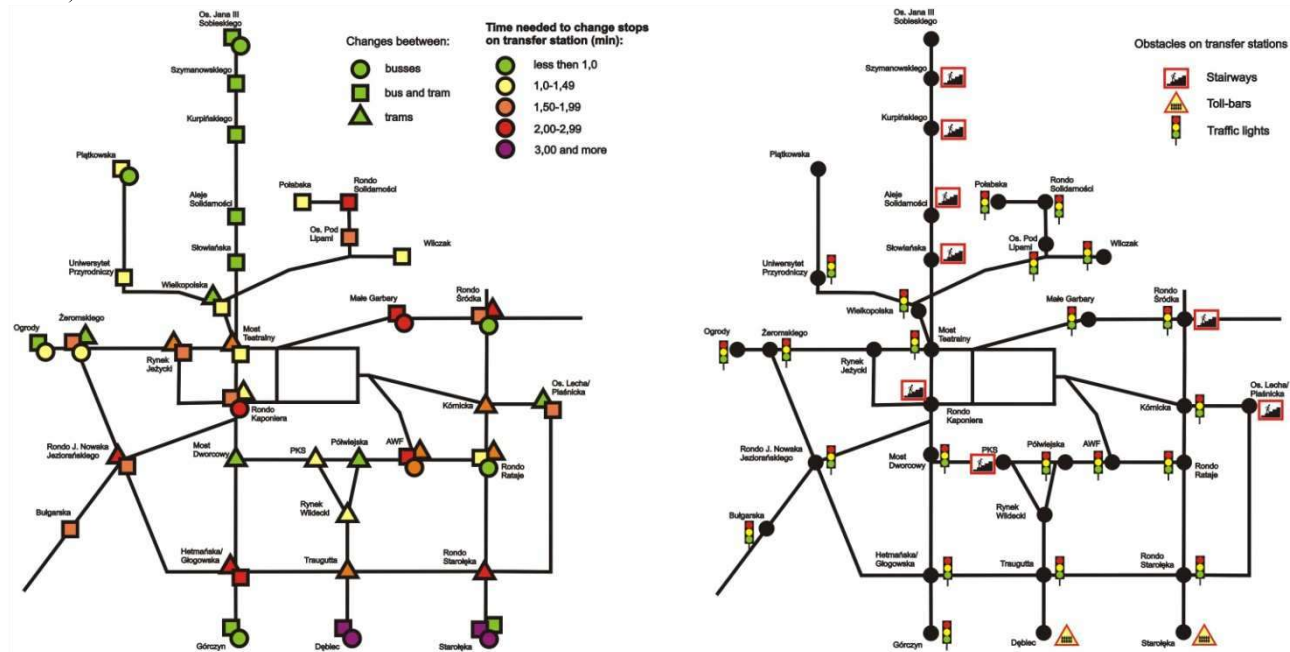 Os. Jana III
Sobieskiego
Changes beetween:
busses
bus and tram
trams
Time needed to change stops
on transfer station (min):
less then 1,0
1,0-1,49
1,50-1,99
2,00-2,99
3,00 and more
Szymanowskiego
Kurpińskiego
Piątkowska
Aleje
Solidarności
Połabska
Rondo
Solidarności
Os. Pod
Lipami
Wilczak
Słowiańska
Uniwersytet
Przyrodniczy
Wielkopolska
Małe Garbary
Rondo
Śródka
Ogrody
Żeromskiego
Most
Teatralny
Rynek
Jeżycki
Rondo
Kaponiera
Kórnicka
Os. Lecha/
Piaśnicka
Rondo J. Nowaka
Jeziorańskiego
Most
Dworcowy
PKS
Półwiejska
AWF
Rondo
Rataje
Rynek
Wildecki
Bułgarska
Hetmańska/
Głogowska
Traugutta
Rondo
Starołęka
Górczyn
Dębiec
Starołęka
Os. Jana III
Sobieskiego
Obstacles on transfer stations
Stairways
Toll-bars
Traffic lights
Szymanowskiego
Kurpińskiego
Piątkowska
Aleje
Solidarności
Połabska
Rondo
Solidarności
Os. Pod
Lipami
Wilczak
Słowiańska
Uniwersytet
Przyrodniczy
Wielkopolska
Małe Garbary
Rondo
Śródka
Ogrody
Żeromskiego
Most
Teatralny
Rynek
Jeżycki
Rondo
Kaponiera
Kórnicka
Os. Lecha/
Piaśnicka
Rondo J. Nowaka
Jeziorańskiego
Most
Dworcowy
PKS
Półwiejska
AWF
Rondo
Rataje
Rynek
Wildecki
Bułgarska
Hetmańska/
Głogowska
Traugutta
Rondo
Starołęka
Górczyn
Dębiec
Starołęka